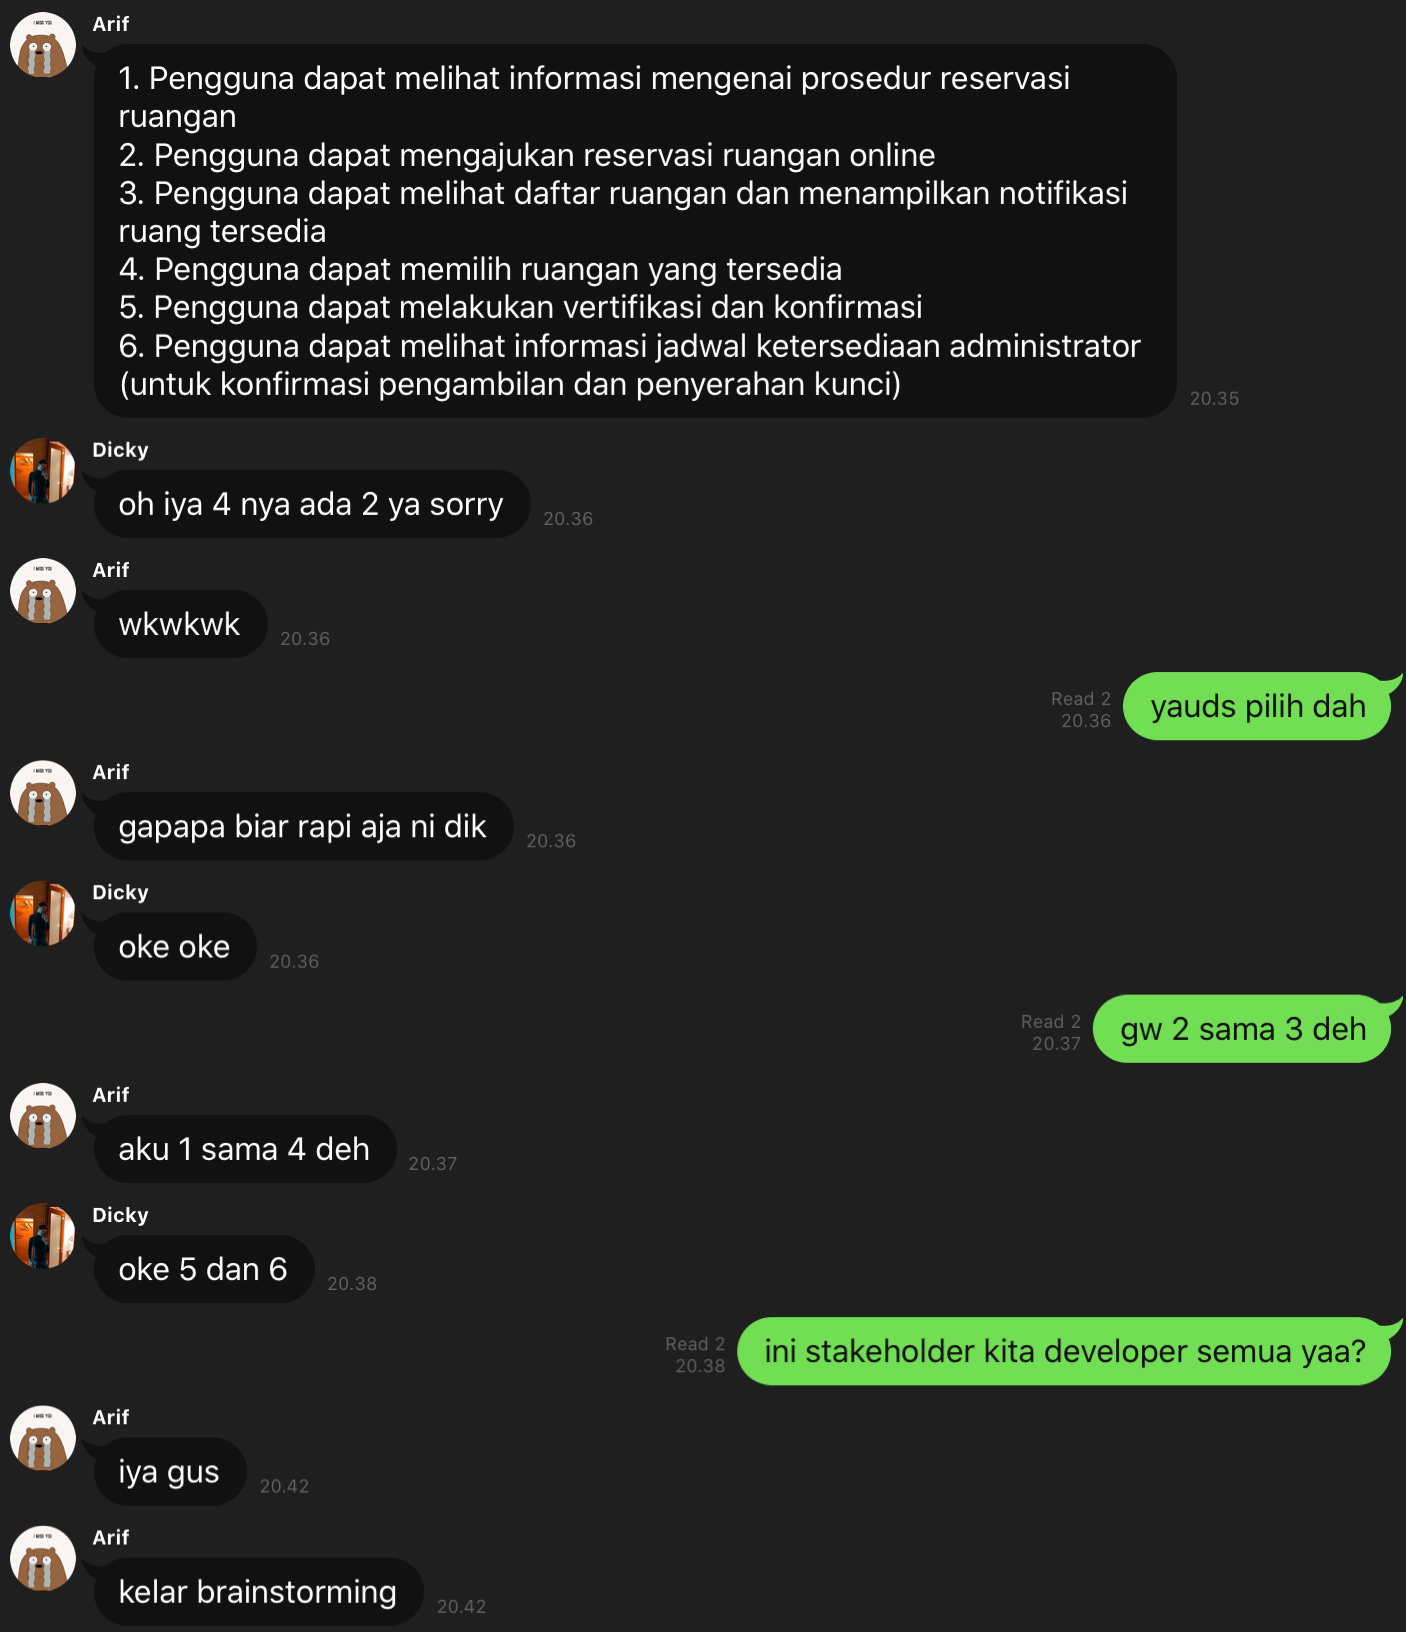 Arif
1. Pengguna dapat melihat informasi mengenai prosedur reservasi
ruangan
2. Pengguna dapat mengajukan reservasi ruangan online
3. Pengguna dapat melihat daftar ruangan dan menampilkan notifikasi
ruang tersedia
4. Pengguna dapat memilih ruangan yang tersedia
5. Pengguna dapat melakukan vertifikasi dan konfirmasi
6. Pengguna dapat melihat informasi jadwal ketersediaan administrator
(untuk konfirmasi pengambilan dan penyerahan kunci)
20.35
Dicky
oh iya 4 nya ada 2 ya sorry
20.36
Arif
wkwkwk
20.36
Read 2
20.36
yauds pilih dah
Arif
gapapa biar rapi aja ni dik
20.36
Dicky
oke oke
20.36
Read 2
20.37
gw 2 sama 3 deh
Arif
aku 1 sama 4 deh
20.37
Dicky
oke 5 dan 6
20.38
Read 2
20.38
ini stakeholder kita developer semua yaa?
Arif
iya gus
20.42
Arif
kelar brainstorming
20.42